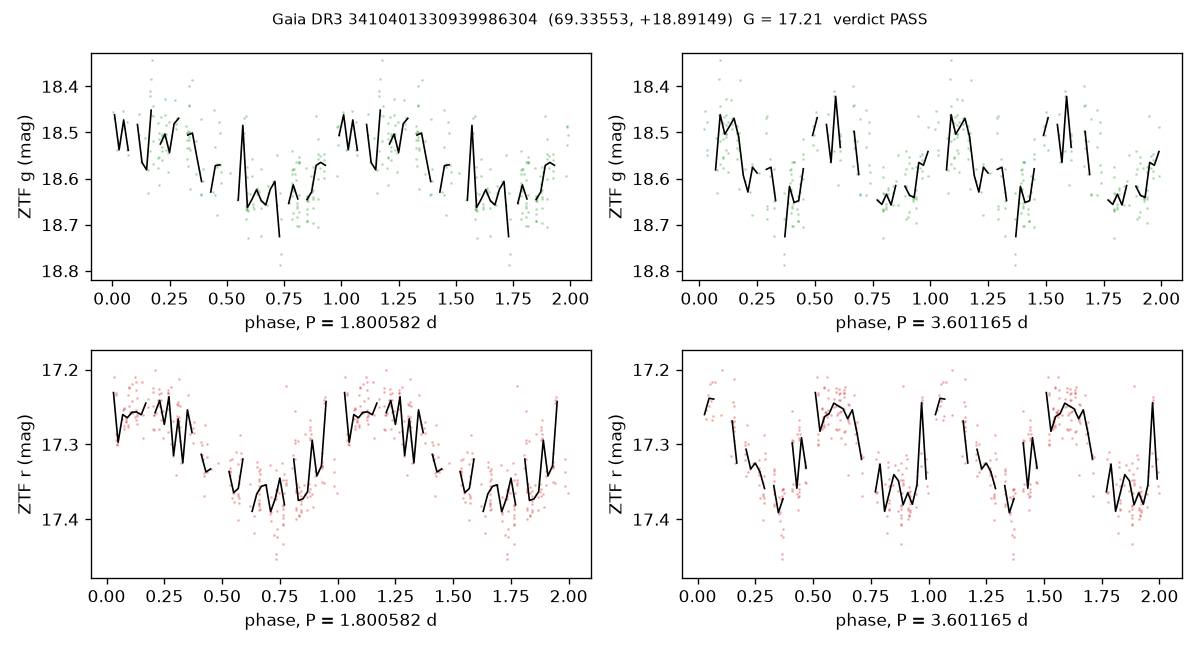 Gaia DR3 3410401330939986304  (69.33553, +18.89149)  G = 17.21  verdict PASS
ZTF g (mag)
18.4
18.5
18.6
18.7
18.8
0.00 0.25 0.50 0.75 1.00 1.25 1.50 1.75 2.00
phase, P = 1.800582 d
ZTF g (mag)
18.4
18.5
18.6
18.7
18.8
0.00 0.25 0.50 0.75 1.00 1.25 1.50 1.75 2.00
phase, P = 3.601165 d
ZTF r (mag)
17.2
17.3
17.4
0.00 0.25 0.50 0.75 1.00 1.25 1.50 1.75 2.00
phase, P = 1.800582 d
ZTF r (mag)
17.2
17.3
17.4
0.00 0.25 0.50 0.75 1.00 1.25 1.50 1.75 2.00
phase, P = 3.601165 d